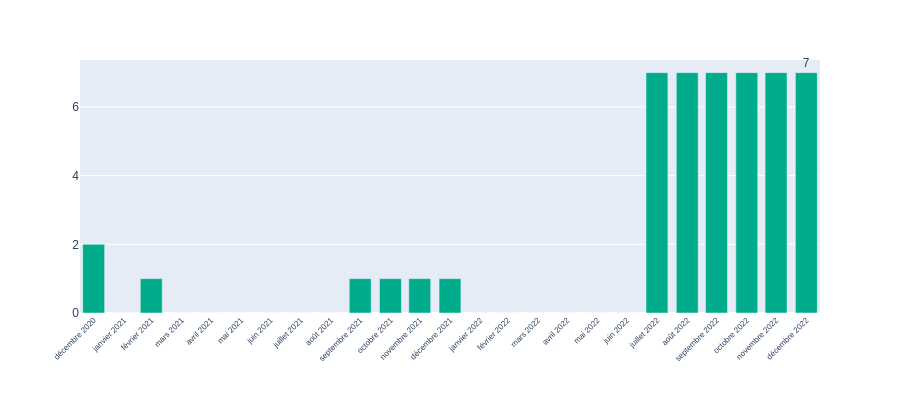 7
6
4
2
0
décembre 2020
janvier 2021
février 2021
mars 2021
avril 2021
mai 2021
juin 2021
juillet 2021
août 2021
septembre 2021
octobre 2021
novembre 2021
décembre 2021
janvier 2022
février 2022
mars 2022
avril 2022
mai 2022
juin 2022
juillet 2022
août 2022
septembre 2022
octobre 2022
novembre 2022
décembre 2022